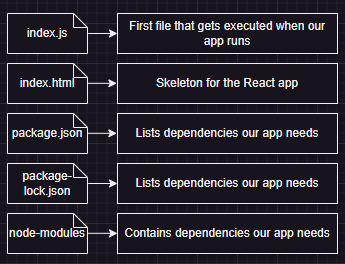 index.js
First file that gets executed when our
app runs
index.html
Skeleton for the React app
package.json
Lists dependencies our app needs
package-
lock.json
Lists dependencies our app needs
node-modules
Contains dependencies our app needs